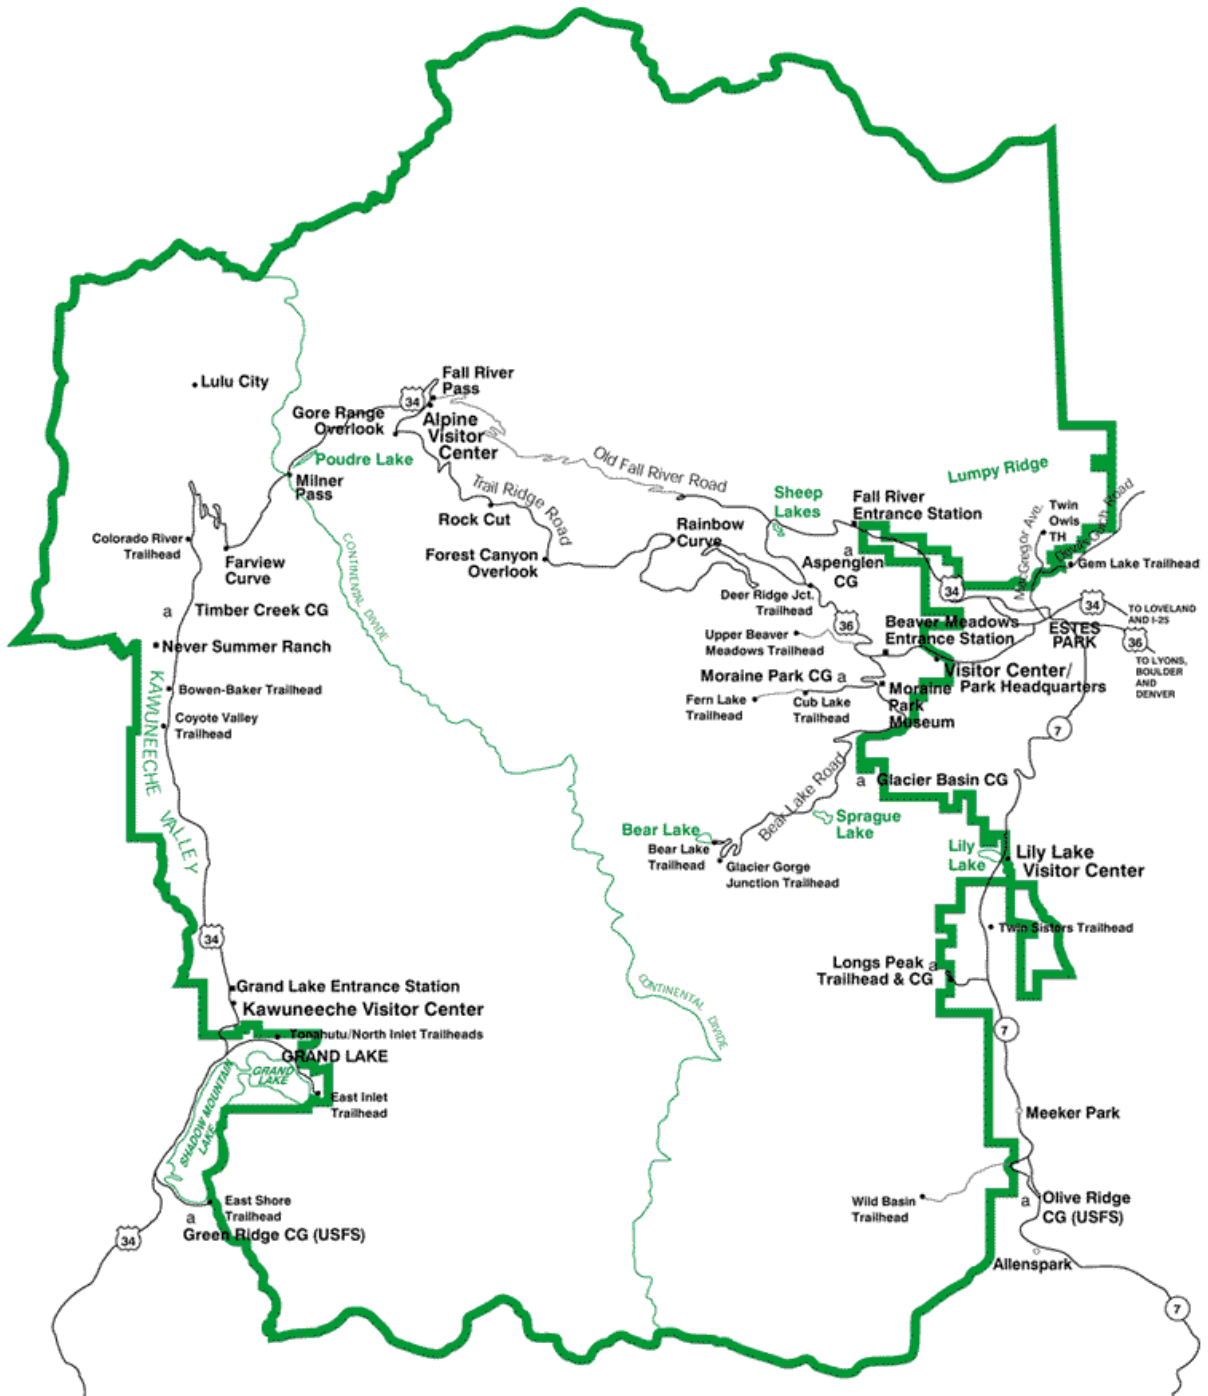 Lulu City
Fall River
Pass
34
Gore Range
Overlook
Alpine
Visitor
Center
Poudre Lake
Milner
Pass
Old Fall River Road
Lumpy Ridge
Trail Ridge Road
Rock Cut
Sheep
Lakes
Fall River
Entrance Station
Twin
Owls
TH
MacGregor Ave.
Devils Gulch Road
Rainbow
Curve
Colorado River
Trailhead
Farview
Curve
CONTINENTAL DIVIDE
Forest Canyon
Overlook
a
Aspenglen
CG
Gem Lake Trailhead
Deer Ridge Jct.
Trailhead
34
34
TO LOVELAND
AND I-25
a
Timber Creek CG
36
Beaver Meadows
Entrance Station
ESTES
PARK
36
Upper Beaver
Meadows Trailhead
Never Summer Ranch
TO LYONS,
BOULDER
AND
DENVER
Visitor Center/
Park Headquarters
Moraine Park CG a
Bowen-Baker Trailhead
Moraine
Park
Museum
Fern Lake
Trailhead
Cub Lake
Trailhead
Coyote Valley
Trailhead
KAWUNEECHE
VALLEY
7
Bear Lake Road
a
Glacier Basin CG
Sprague
Lake
Bear Lake
Bear Lake
Trailhead
Glacier Gorge
Junction Trailhead
Lily
Lake
Lily Lake
Visitor Center
Twin Sisters Trailhead
34
Longs Peak
Trailhead & CG
a
Grand Lake Entrance Station
Kawuneeche Visitor Center
CONTINENTAL DIVIDE
Tonahutu/North Inlet Trailheads
7
GRAND LAKE
GRAND
LAKE
SHADOW MOUNTAIN
LAKE
East Inlet
Trailhead
Meeker Park
East Shore
Trailhead
a
Green Ridge CG (USFS)
Wild Basin
Trailhead
a
Olive Ridge
CG (USFS)
34
Allenspark
7